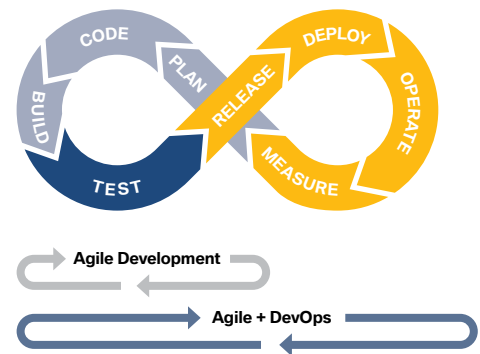 CODE
PLAN
BUILD
TEST
RELEASE
DEPLOY
OPERATE
MEASURE
Agile Development
Agile + DevOps